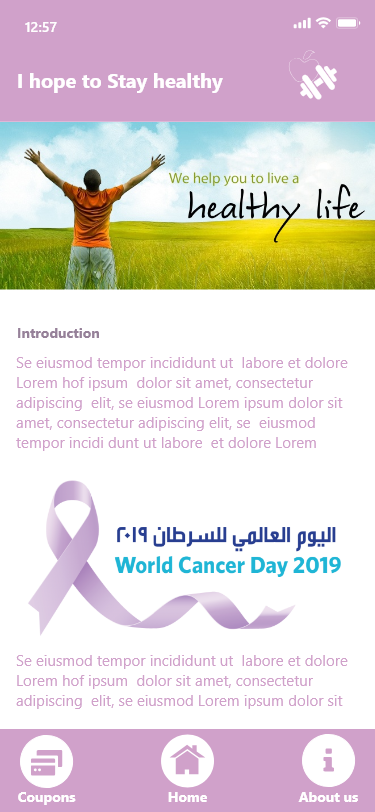 12:57
I hope to Stay healthy
We help you to live a
healthy life
Introduction
Se eiusmod tempor incididunt ut labore et dolore
Lorem hof ipsum dolor sit amet, consectetur
adipiscing elit, se eiusmod Lorem ipsum dolor sit
amet, consectetur adipiscing elit, se eiusmod
tempor incidi dunt ut labore et dolore Lorem
اليوم العالمي للسرطان ٢٠١٩
World Cancer Day 2019
Se eiusmod tempor incididunt ut labore et dolore
Lorem hof ipsum dolor sit amet, consectetur
adipiscing elit, se eiusmod Lorem ipsum dolor sit
Coupons
Home
About us